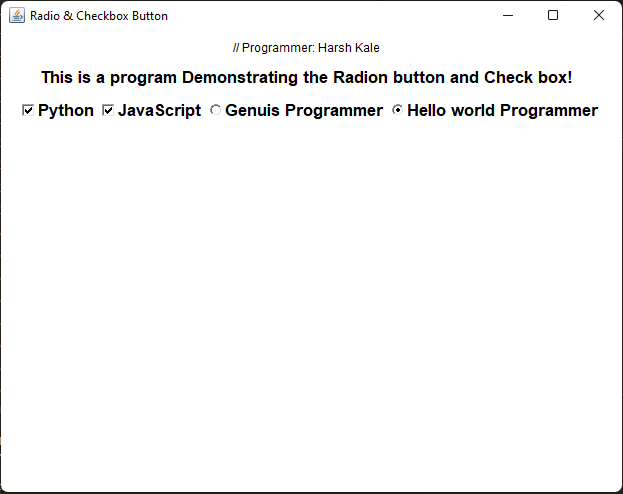 Radio & Checkbox Button
// Programmer: Harsh Kale
This is a program Demonstrating the Radion button and Check box!
Python JavaScript Genuis Programmer Hello world Programmer